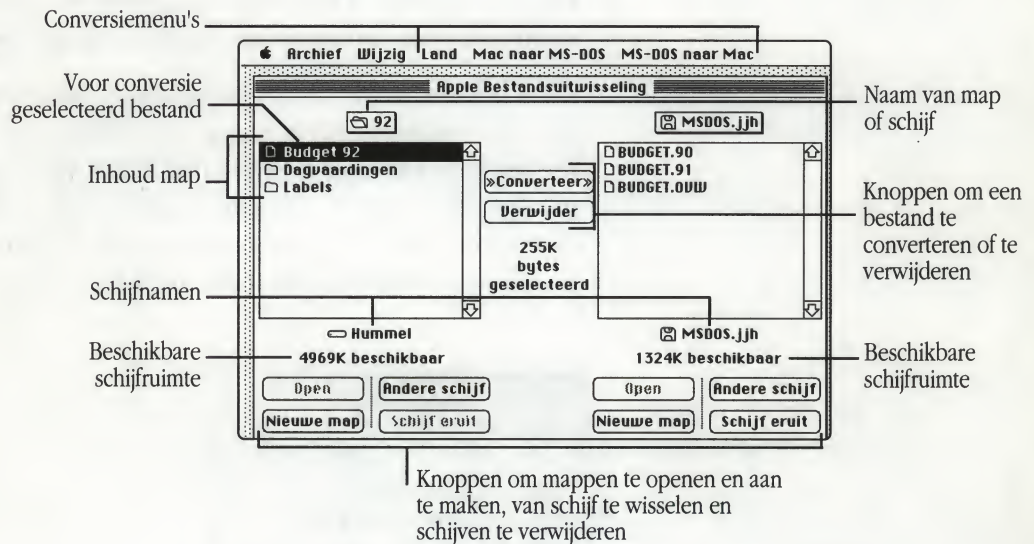 Conversiemenu's
Archief Wijzig Land Mac naar MS-DOS MS-DOS naar Mac
Apple Bestandsuitwisseling
Voor conversie
geselecteerd bestand
92
MSDOS.jjh
Naam van map
of schijf
Inhoud map
Budget 92
Dagvaardingen
Labels
»Converteer»
Verwijder
255K
bytes
geselecteerd
BUDGET.90
BUDGET.91
BUDGET.OVW
Knoppen om een
bestand te
converteren of te
verwijderen
Schijfnamen
Hummel
MSDOS.jjh
Beschikbare
schijfruimte
4969K beschikbaar
1324K beschikbaar
Beschikbare
schijfruimte
Open
Andere schijf
Nieuwe map
Schijf eruit
Open
Andere schijf
Nieuwe map
Schijf eruit
Knoppen om mappen te openen en aan
te maken, van schijf te wisselen en
schijven te verwijderen